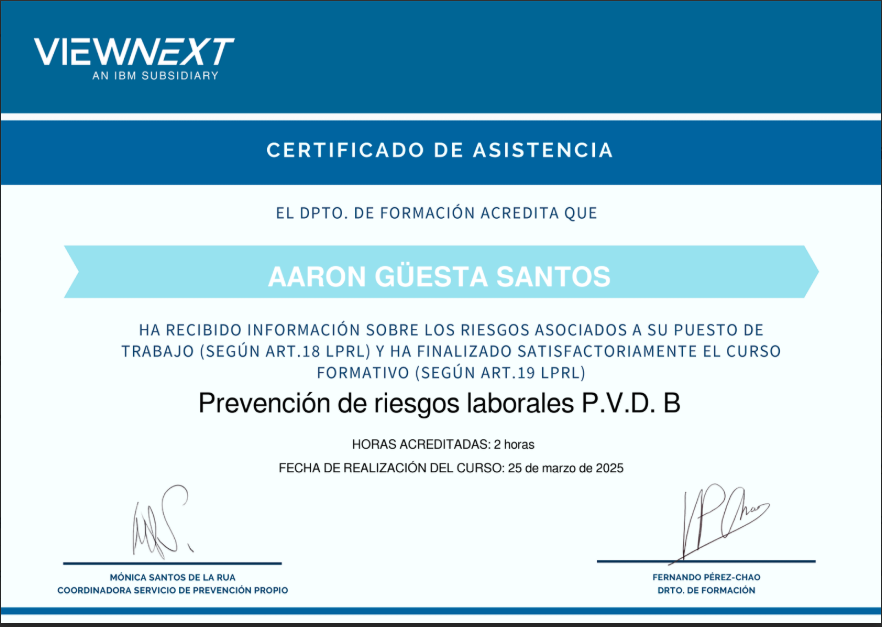 VIEWNEXT
AN IBM SUBSIDIARY
CERTIFICADO DE ASISTENCIA
EL DPTO. DE FORMACIÓN ACREDITA QUE
AARON GÜESTA SANTOS
HA RECIBIDO INFORMACIÓN SOBRE LOS RIESGOS ASOCIADOS A SU PUESTO DE
TRABAJO (SEGÚN ART.18 LPRL) Y HA FINALIZADO SATISFACTORIAMENTE EL CURSO
FORMATIVO (SEGÚN ART.19 LPRL)
Prevención de riesgos laborales P.V.D. B
HORAS ACREDITADAS: 2 horas
FECHA DE REALIZACIÓN DEL CURSO: 25 de marzo de 2025
MÓNICA SANTOS DE LA RUA
COORDINADORA SERVICIO DE PREVENCIÓN PROPIO
FERNANDO PÉREZ-CHAO
DRTO. DE FORMACIÓN